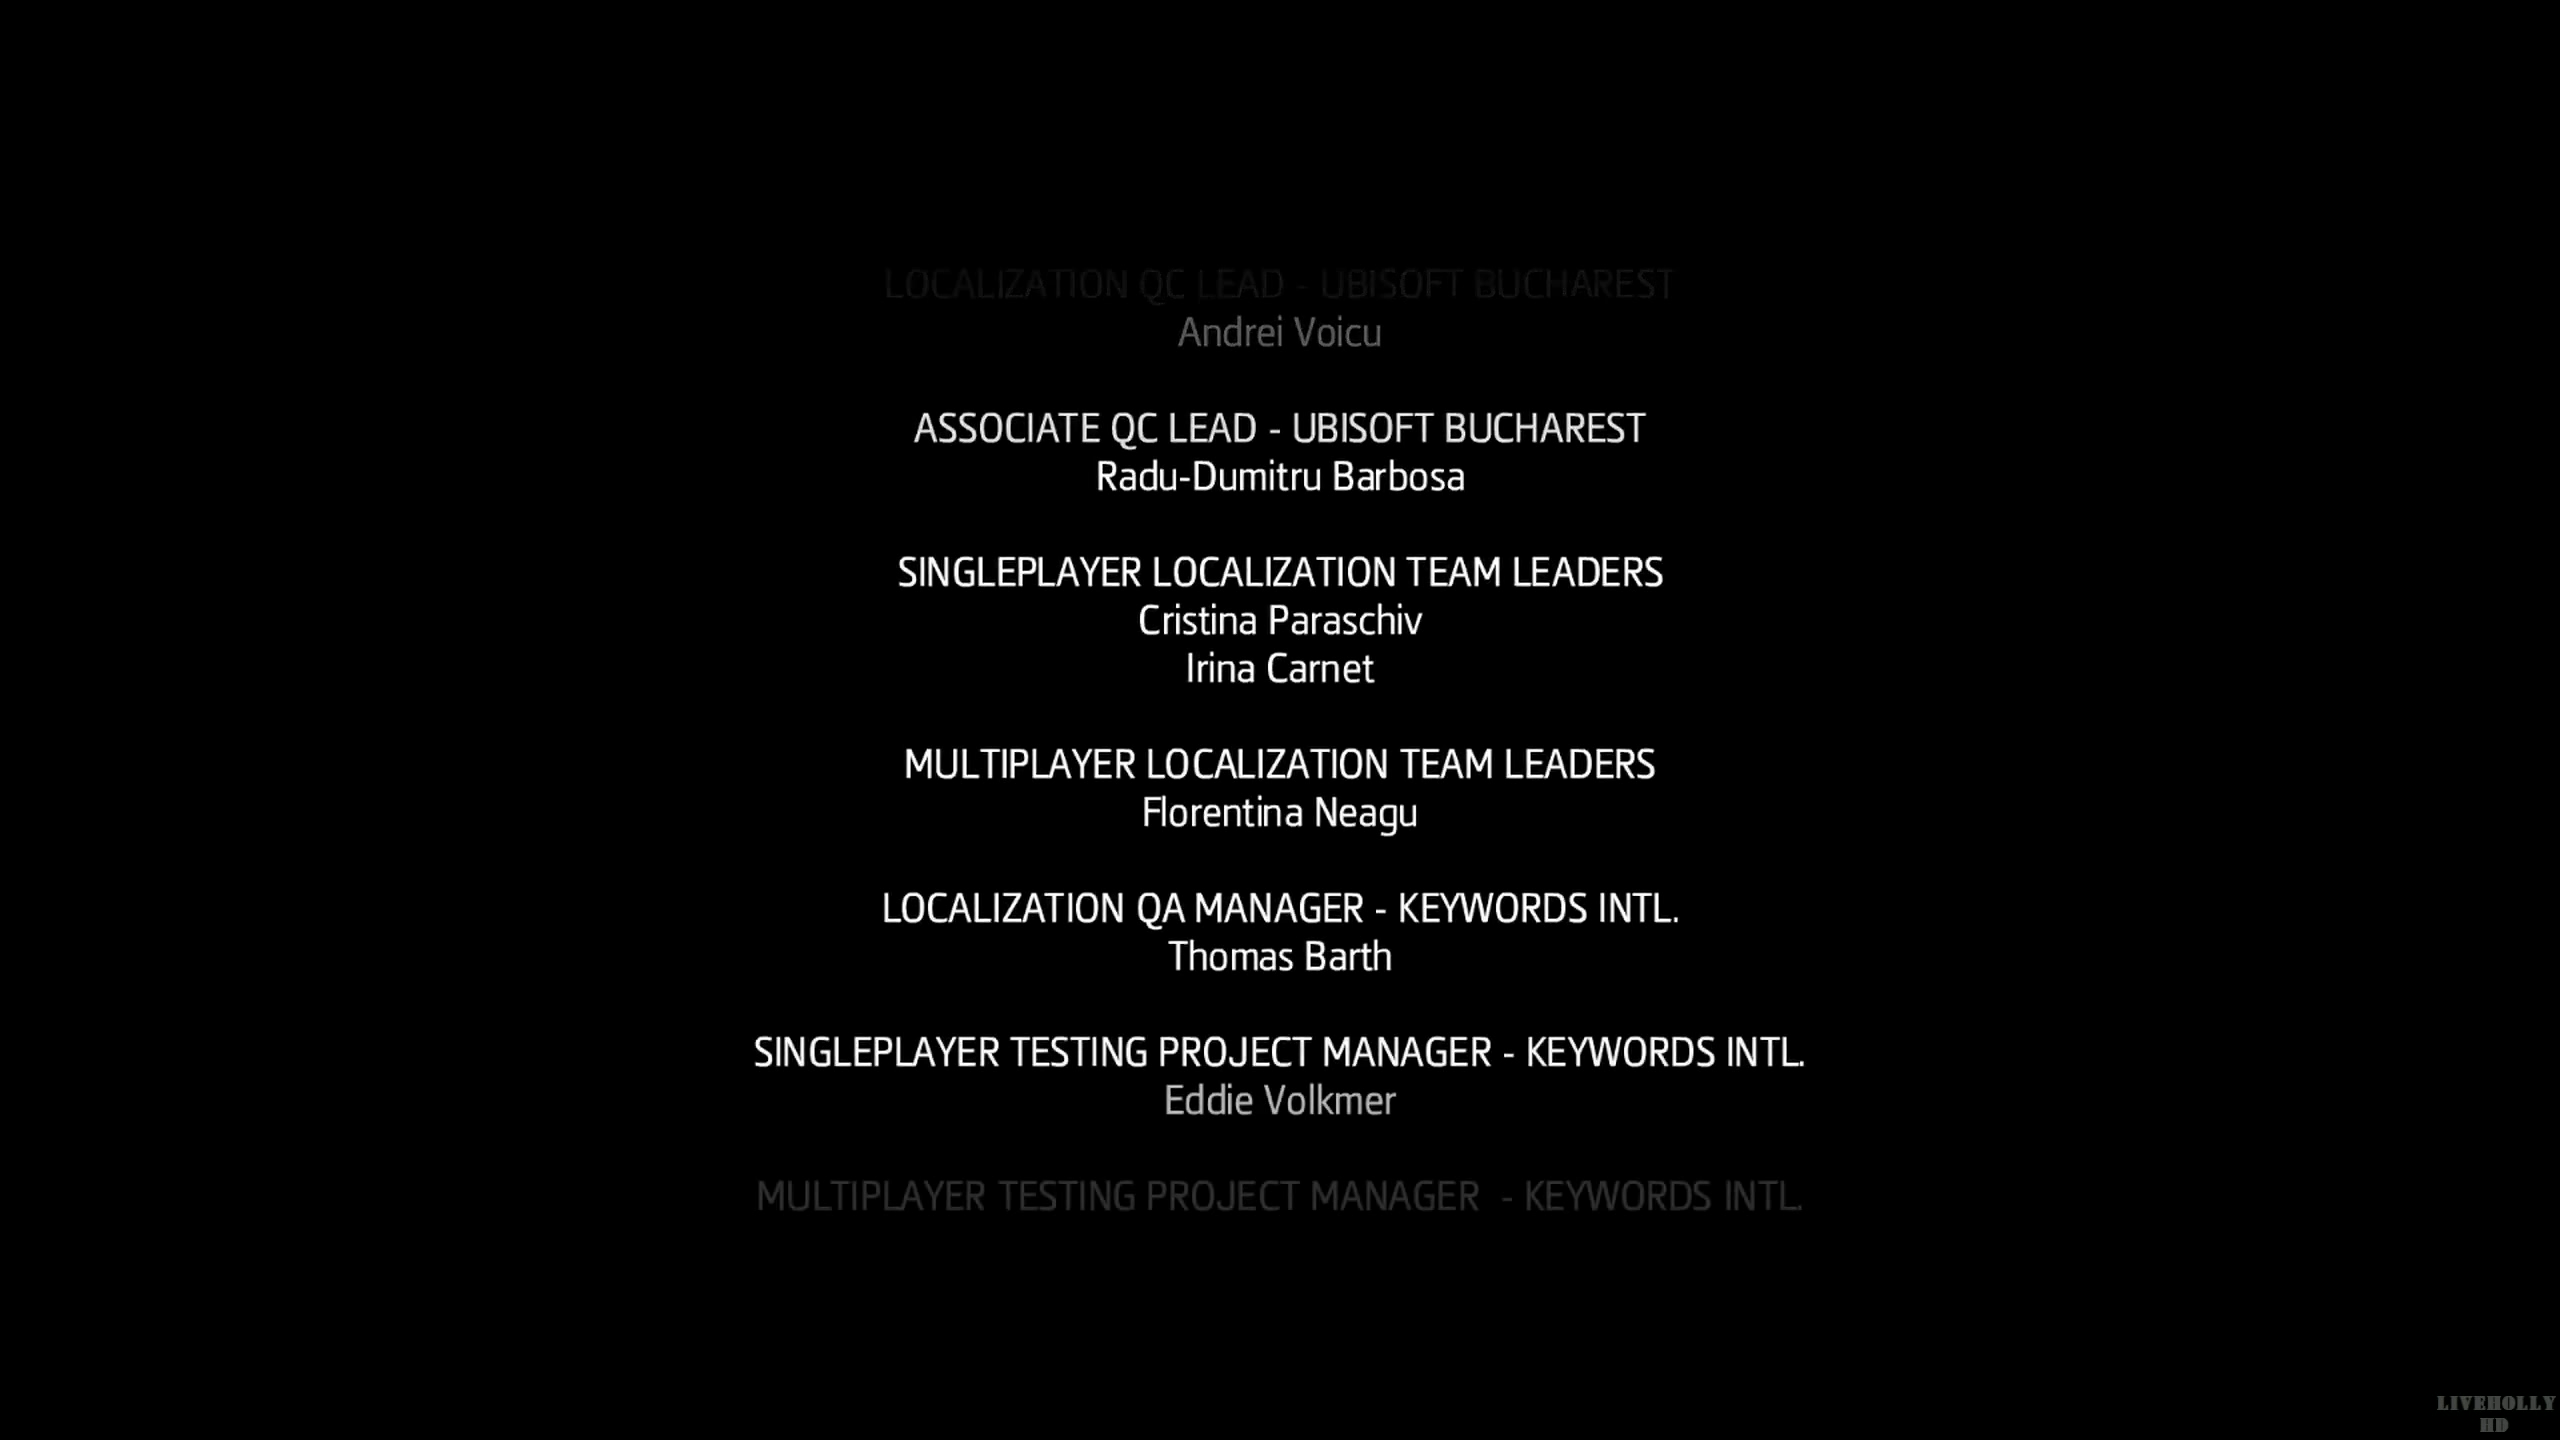 LOCALIZATION QC LEAD - UBISOFT BUCHAREST
Andrei Voicu
ASSOCIATE QC LEAD - UBISOFT BUCHAREST
Radu-Dumitru Barbosa
SINGLEPLAYER LOCALIZATION TEAM LEADERS
Cristina Paraschiv
Irina Carnet
MULTIPLAYER LOCALIZATION TEAM LEADERS
Florentina Neagu
LOCALIZATION QA MANAGER - KEYWORDS INTL.
Thomas Barth
SINGLEPLAYER TESTING PROJECT MANAGER - KEYWORDS INTL.
Eddie Volkmer
MULTIPLAYER TESTING PROJECT MANAGER  - KEYWORDS INTL.
LIVEHOLLY
HD